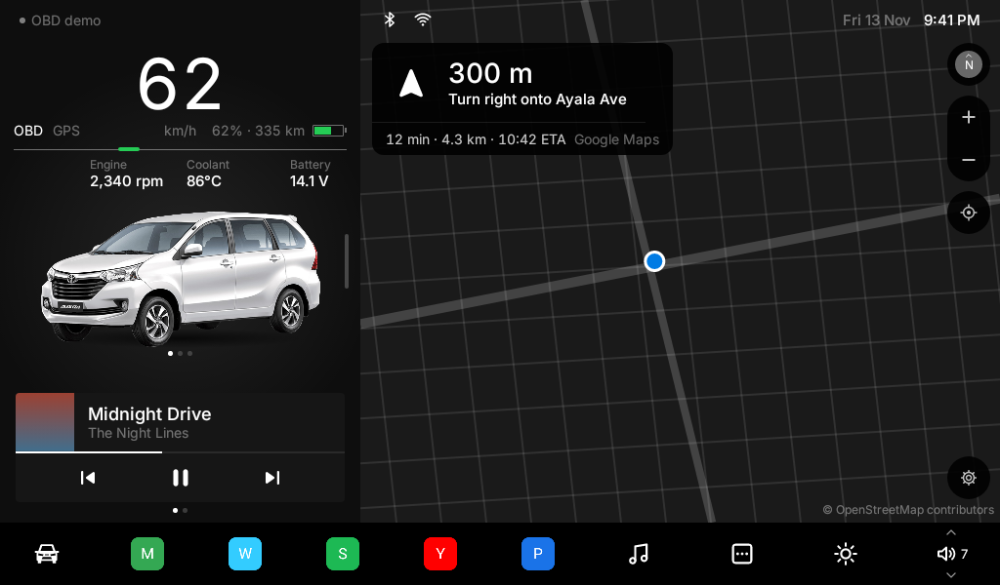 OBD demo
Fri 13 Nov 9:41 PM
62
OBD GPS km/h 62% · 335 km
Engine Coolant Battery
2,340 rpm 86°C 14.1 V
300 m
Turn right onto Ayala Ave
12 min · 4.3 km · 10:42 ETA Google Maps
N
+
−
Midnight Drive
The Night Lines
© OpenStreetMap contributors
M W S Y P 7